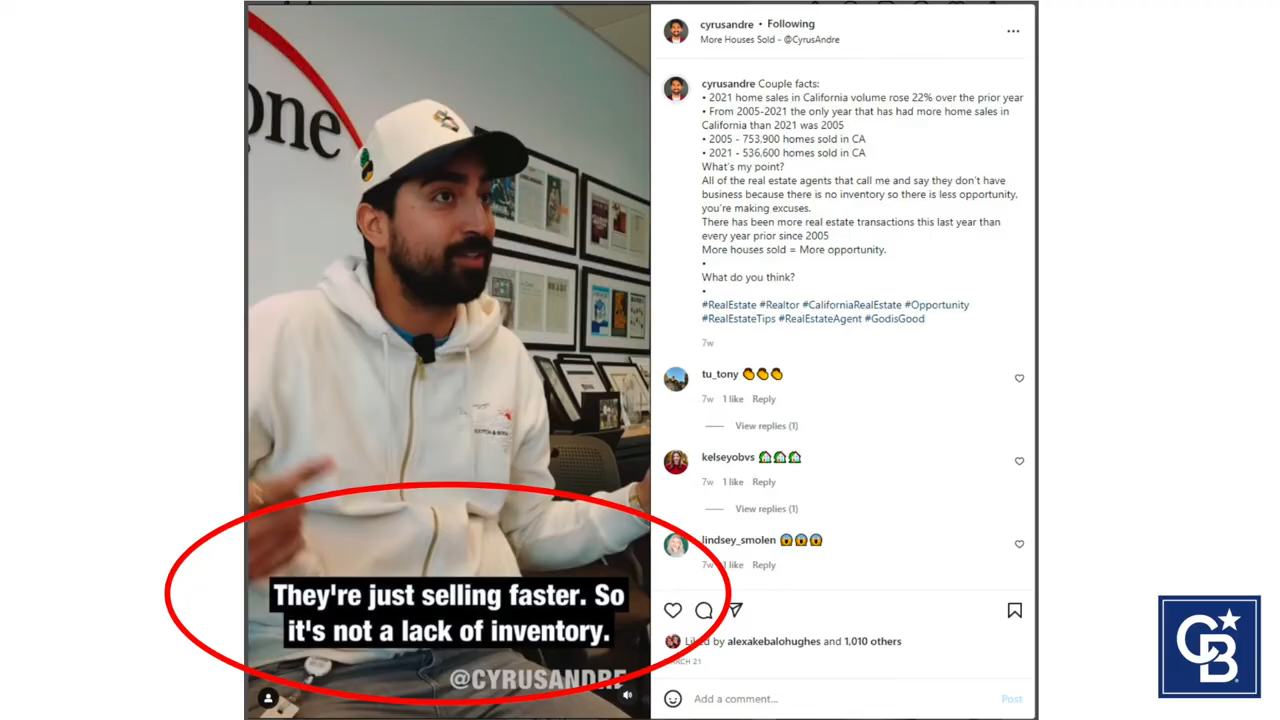 one
They're just selling faster. So
it's not a lack of inventory.
@CYRUSANDRE
cyrusandre • Following
More Houses Sold - @CyrusAndre
cyrusandre Couple facts:
• 2021 home sales in California volume rose 22% over the prior year
• From 2005-2021 the only year that has had more home sales in
California than 2021 was 2005
• 2005 - 753,900 homes sold in CA
• 2021 - 536,600 homes sold in CA
What's my point?
All of the real estate agents that call me and say they don't have
business because there is no inventory so there is less opportunity,
you're making excuses.
There has been more real estate transactions this last year than
every year prior since 2005
More houses sold = More opportunity.
•
What do you think?
•
#RealEstate #Realtor #CaliforniaRealEstate #Opportunity
#RealEstateTips #RealEstateAgent #GodisGood
7w
tu_tony 👏👏👏
7w 1 like Reply
View replies (1)
kelseyobvs 🏡🏡🏡
7w 1 like Reply
View replies (1)
lindsey_smolen 😱😱😱
7w 1 like Reply
Liked by alexakebalohughes and 1,010 others
MARCH 21
Add a comment...
Post
CB